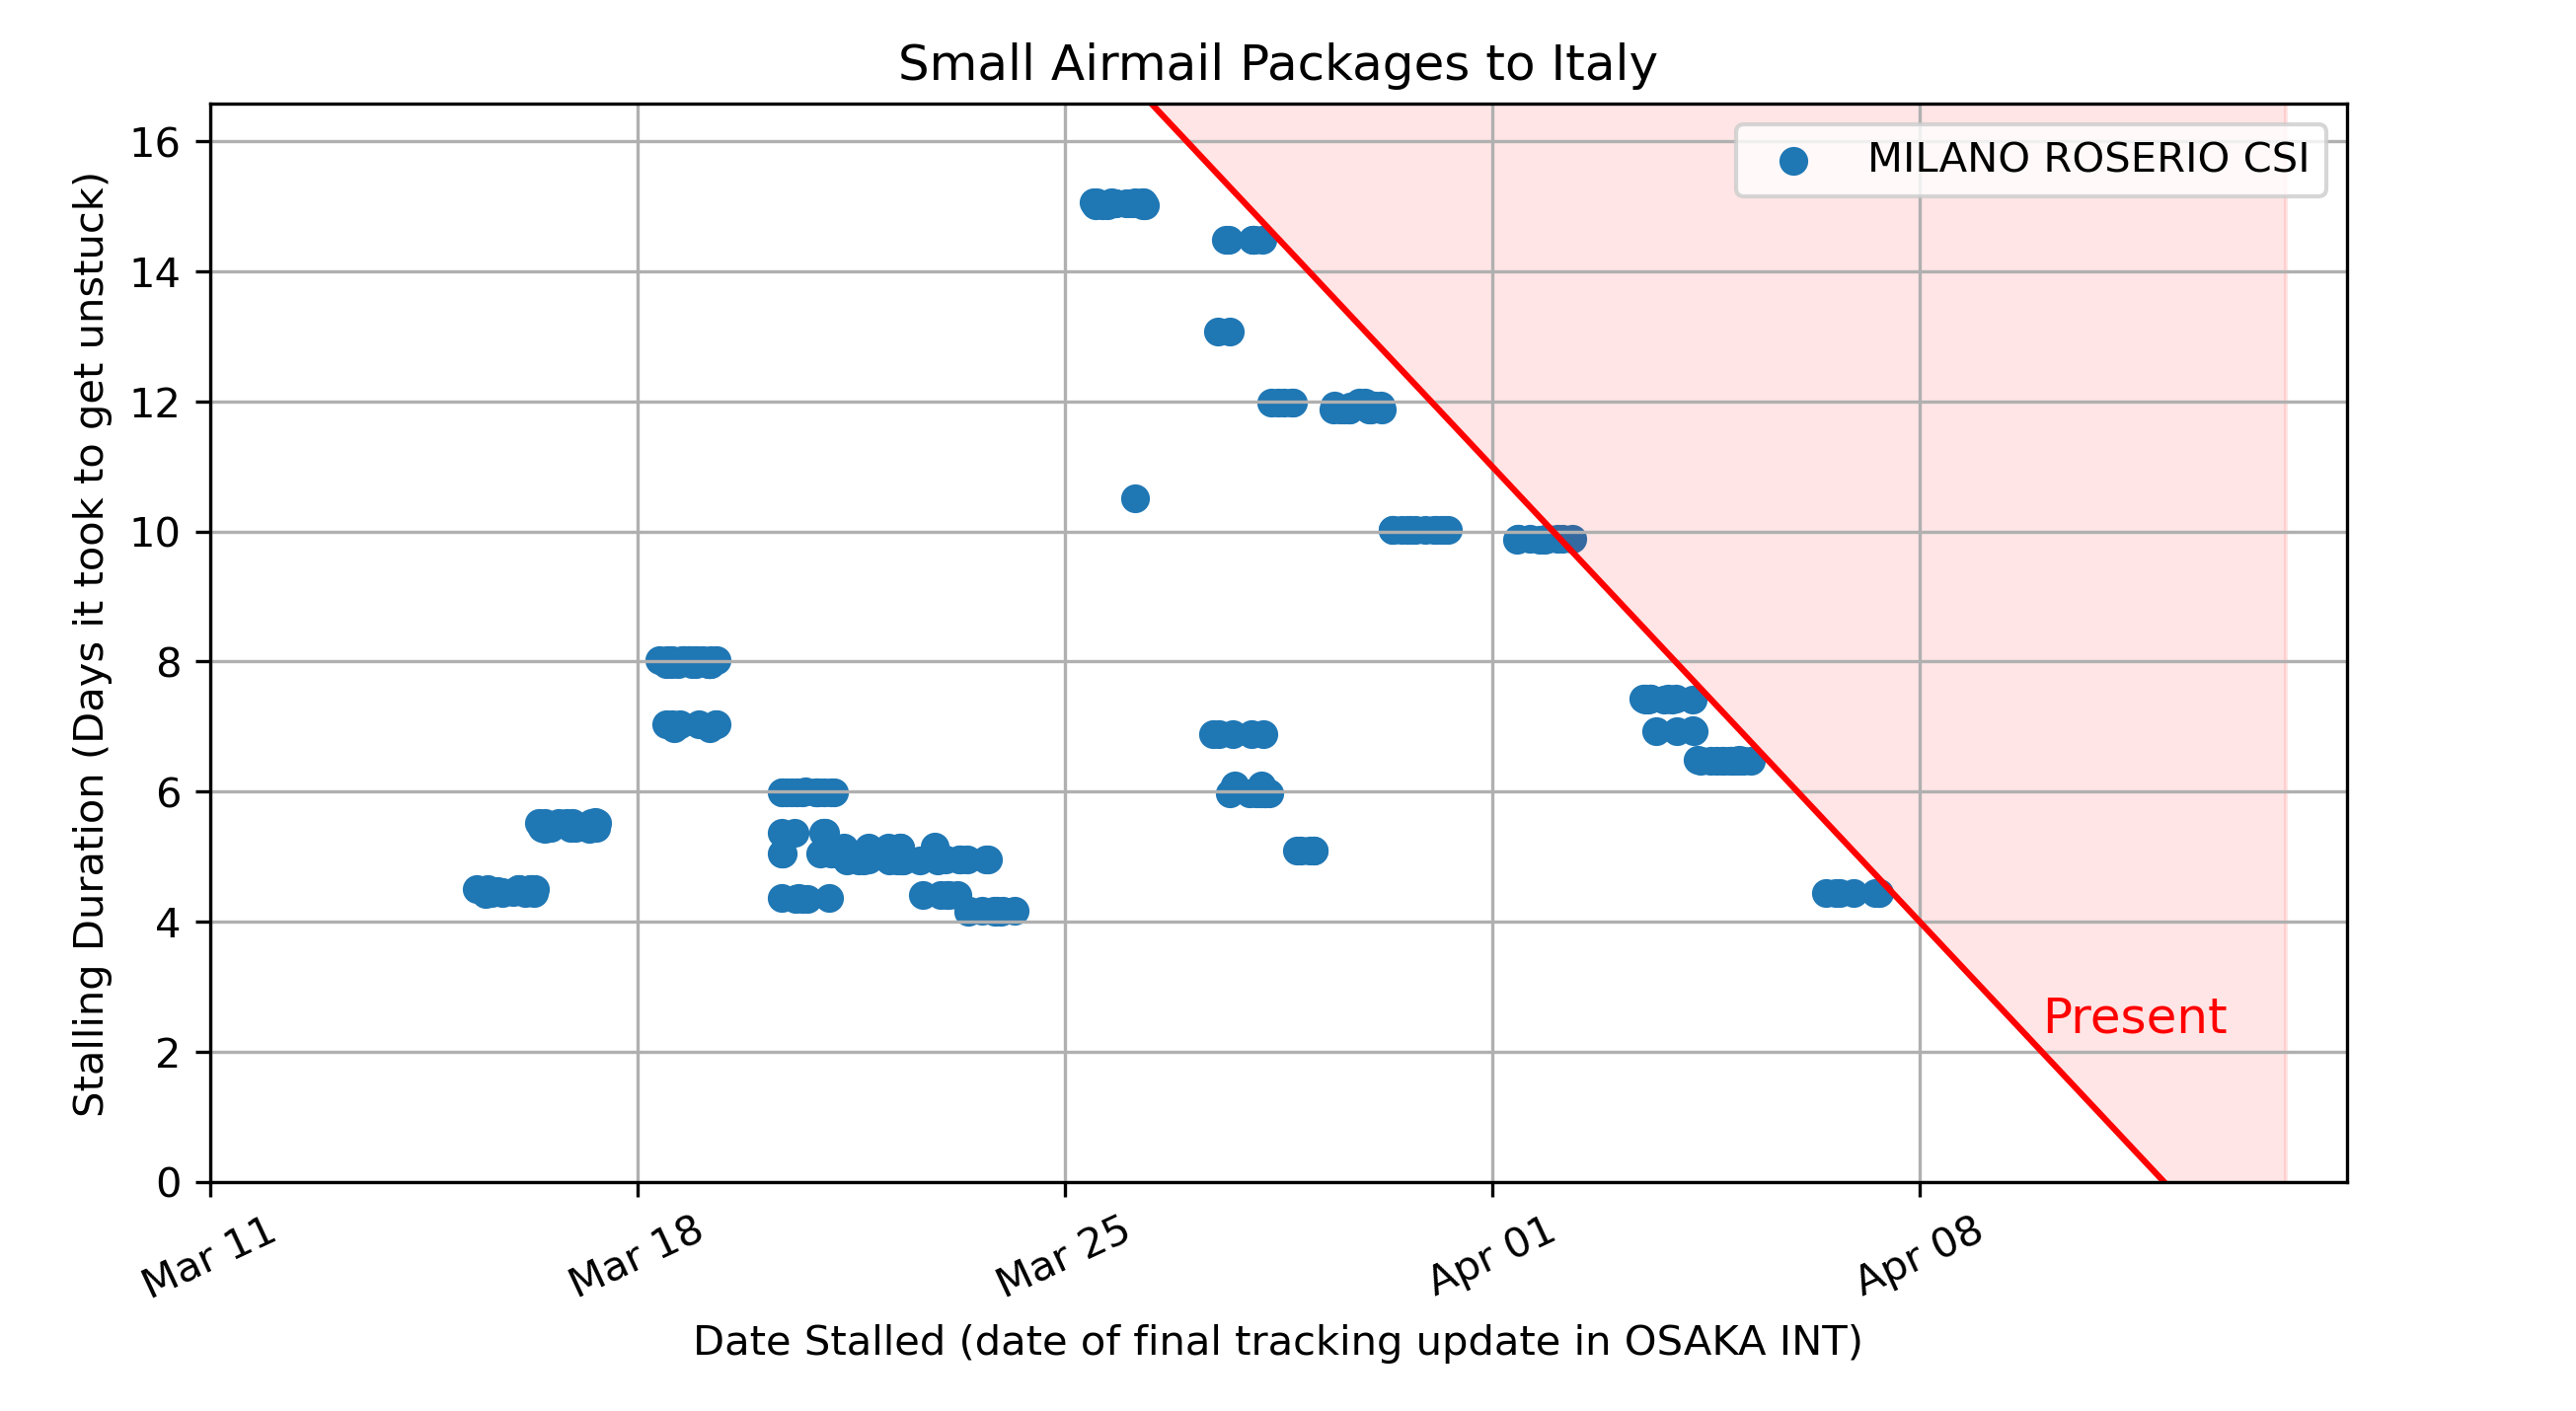 Small Airmail Packages to Italy
Stalling Duration (Days it took to get unstuck)
16
14
12
10
8
6
4
2
0
MILANO ROSERIO CSI
Present
Mar 11
Mar 18
Mar 25
Apr 01
Apr 08
Date Stalled (date of final tracking update in OSAKA INT)